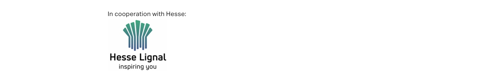 In cooperation with Hesse:
Hesse Lignal
inspiring you